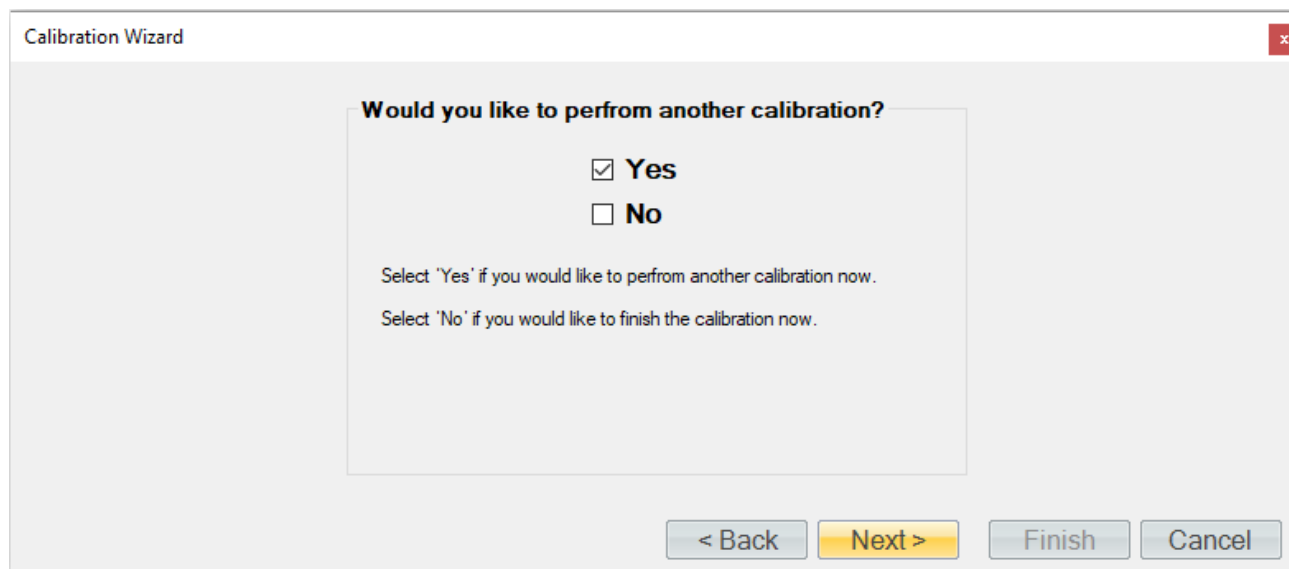 Calibration Wizard
x
Would you like to perfrom another calibration?
Yes
No
Select 'Yes' if you would like to perfrom another calibration now.
Select 'No' if you would like to finish the calibration now.
< Back Next > Finish Cancel